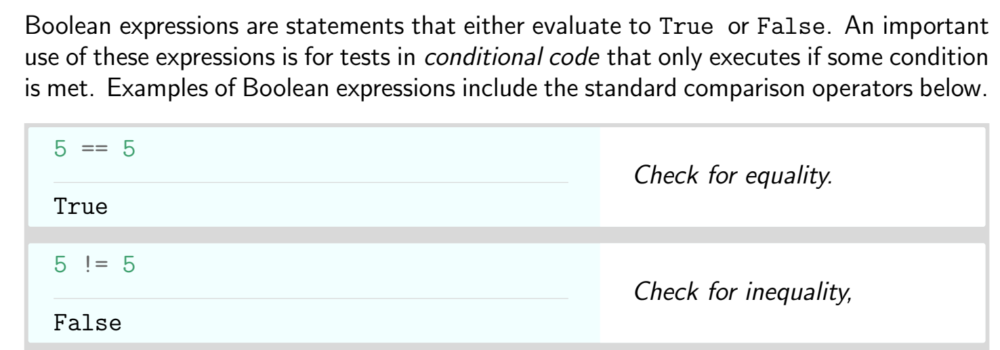 Boolean expressions are statements that either evaluate to True or False. An important
use of these expressions is for tests in conditional code that only executes if some condition
is met. Examples of Boolean expressions include the standard comparison operators below.
5 == 5
Check for equality.
True
5 != 5
Check for inequality,
False